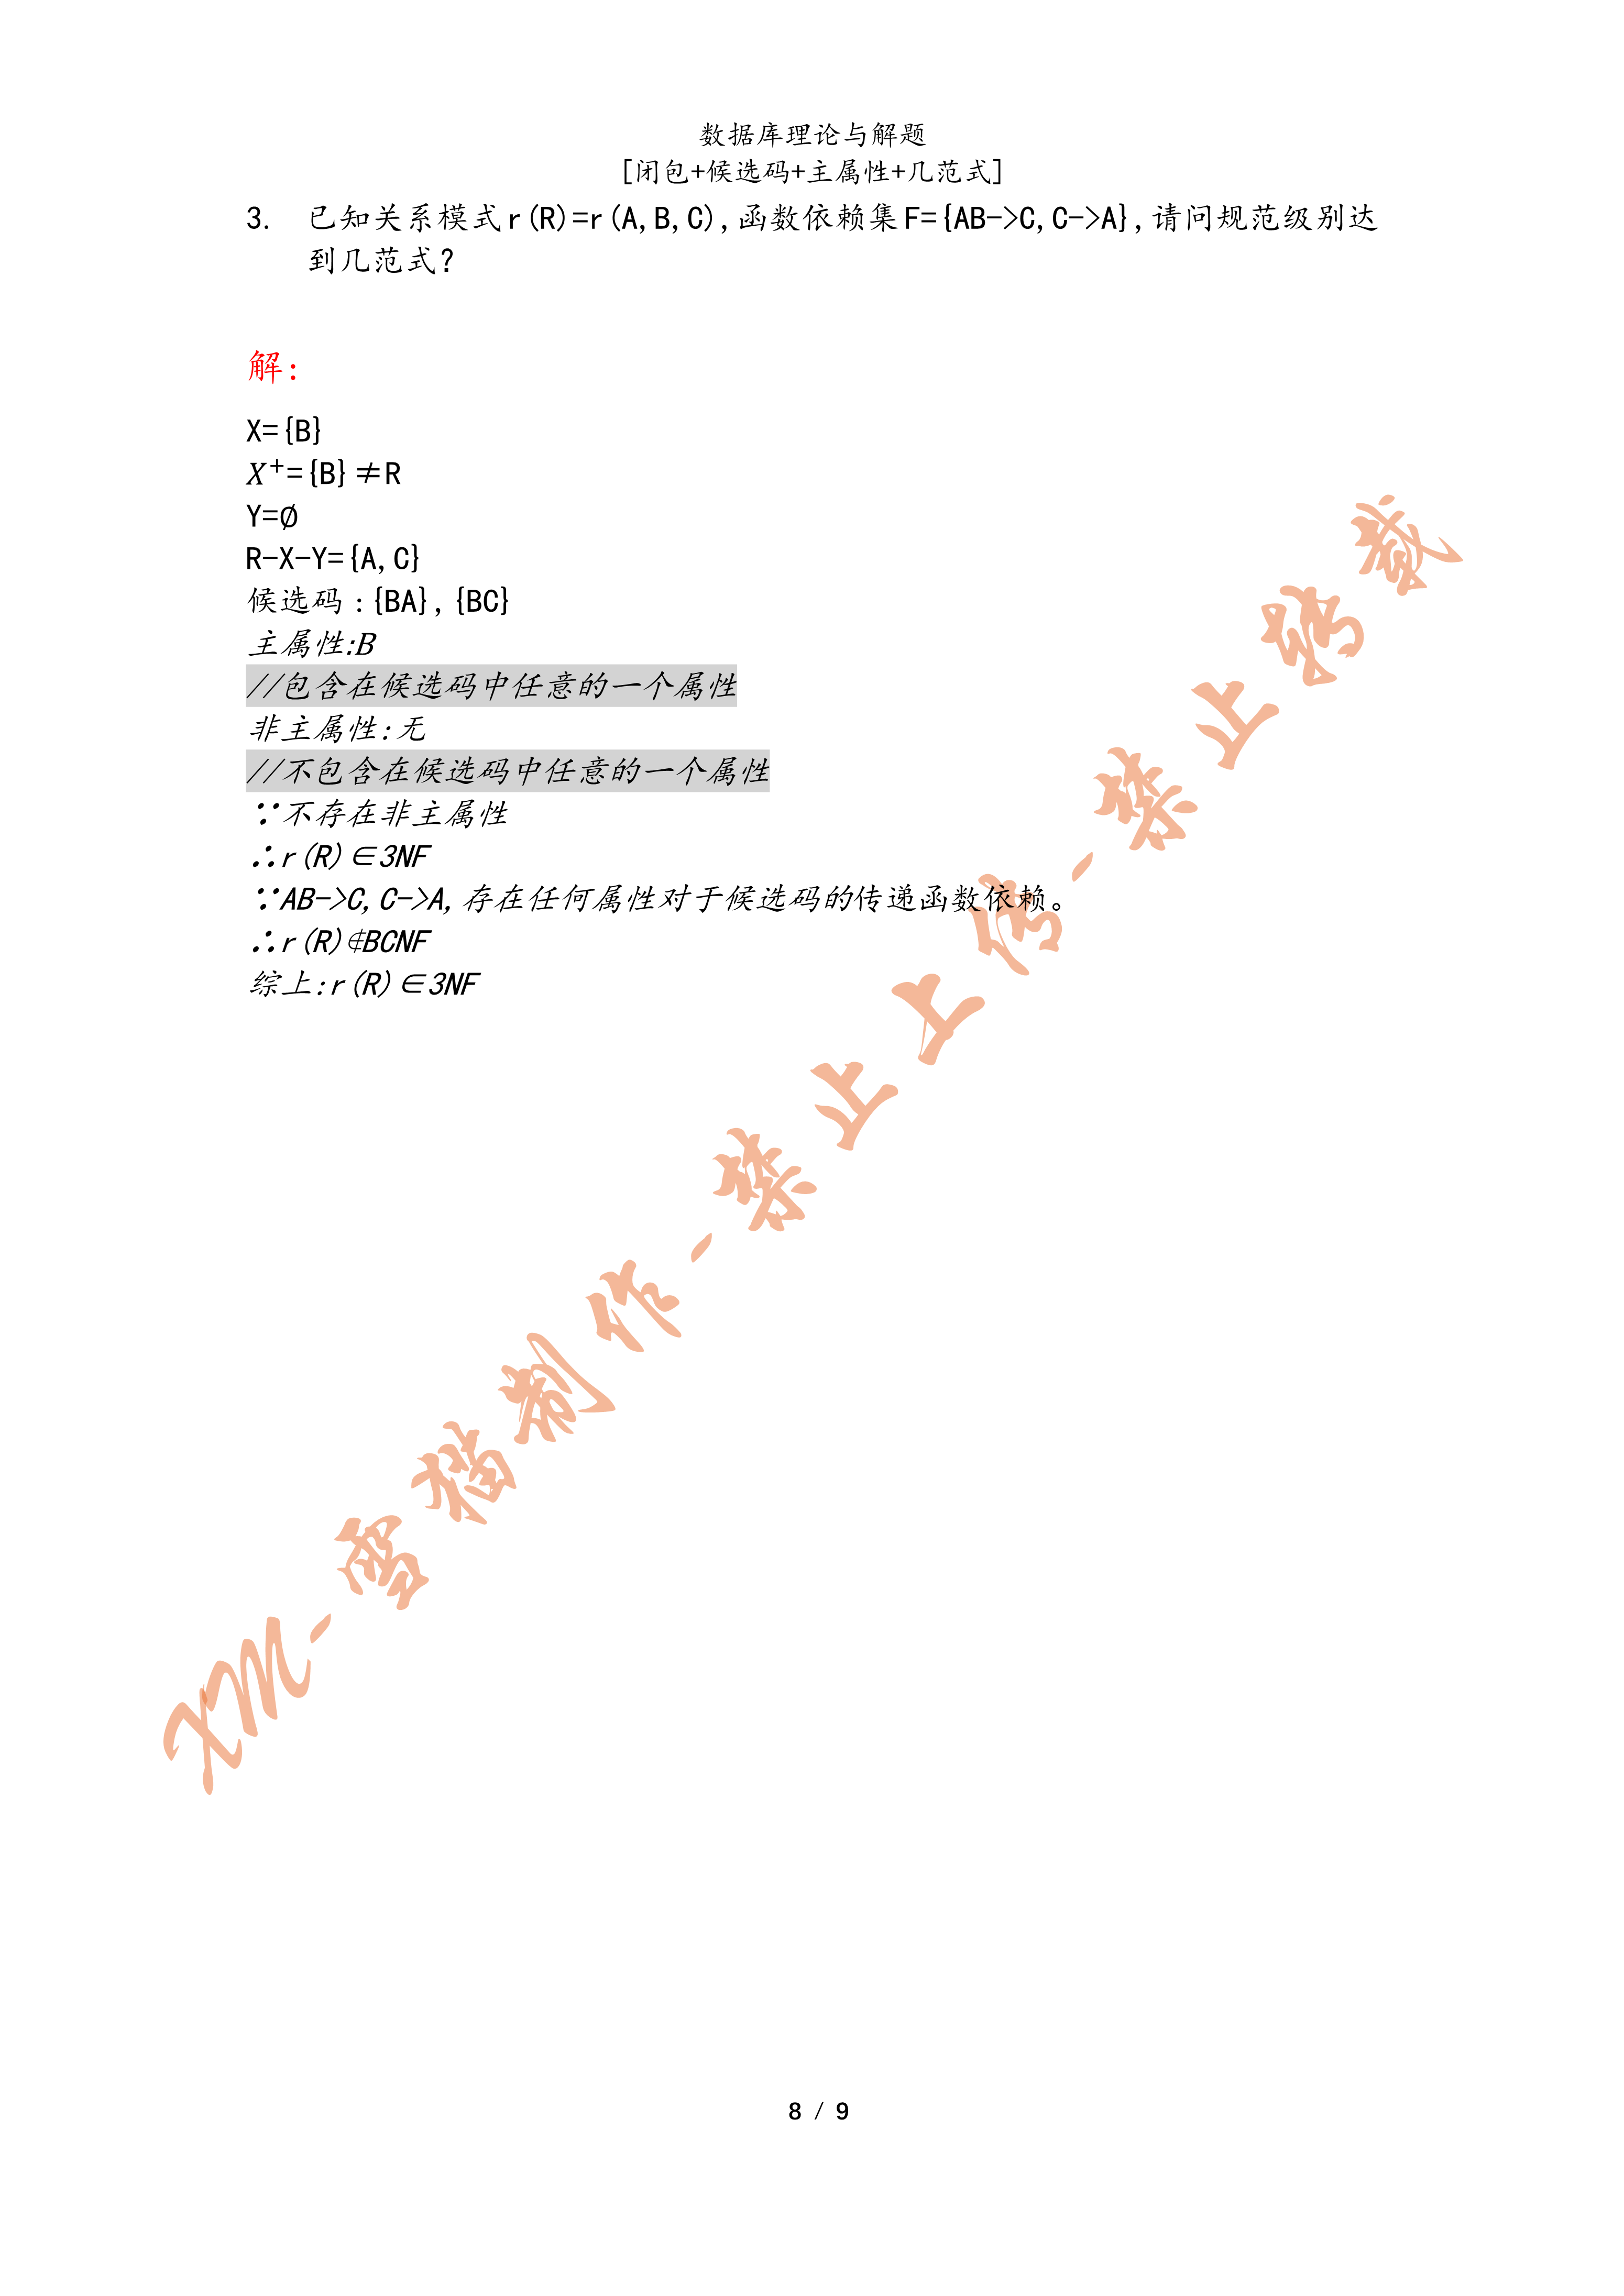 数据库理论与解题
[闭包+候选码+主属性+几范式]
3. 已知关系模式r(R)=r(A,B,C),函数依赖集F={AB->C,C->A},请问规范级别达
到几范式?
解:
X={B}
X⁺={B}≠R
Y=∅
R-X-Y={A,C}
候选码:{BA},{BC}
主属性:B
//包含在候选码中任意的一个属性
非主属性:无
//不包含在候选码中任意的一个属性
∵不存在非主属性
∴r(R)∈3NF
∵AB->C,C->A,存在任何属性对于候选码的传递函数依赖。
∴r(R)∉BCNF
综上:r(R)∈3NF
XM-雪猫制作-禁止上传-禁止转载
8 / 9